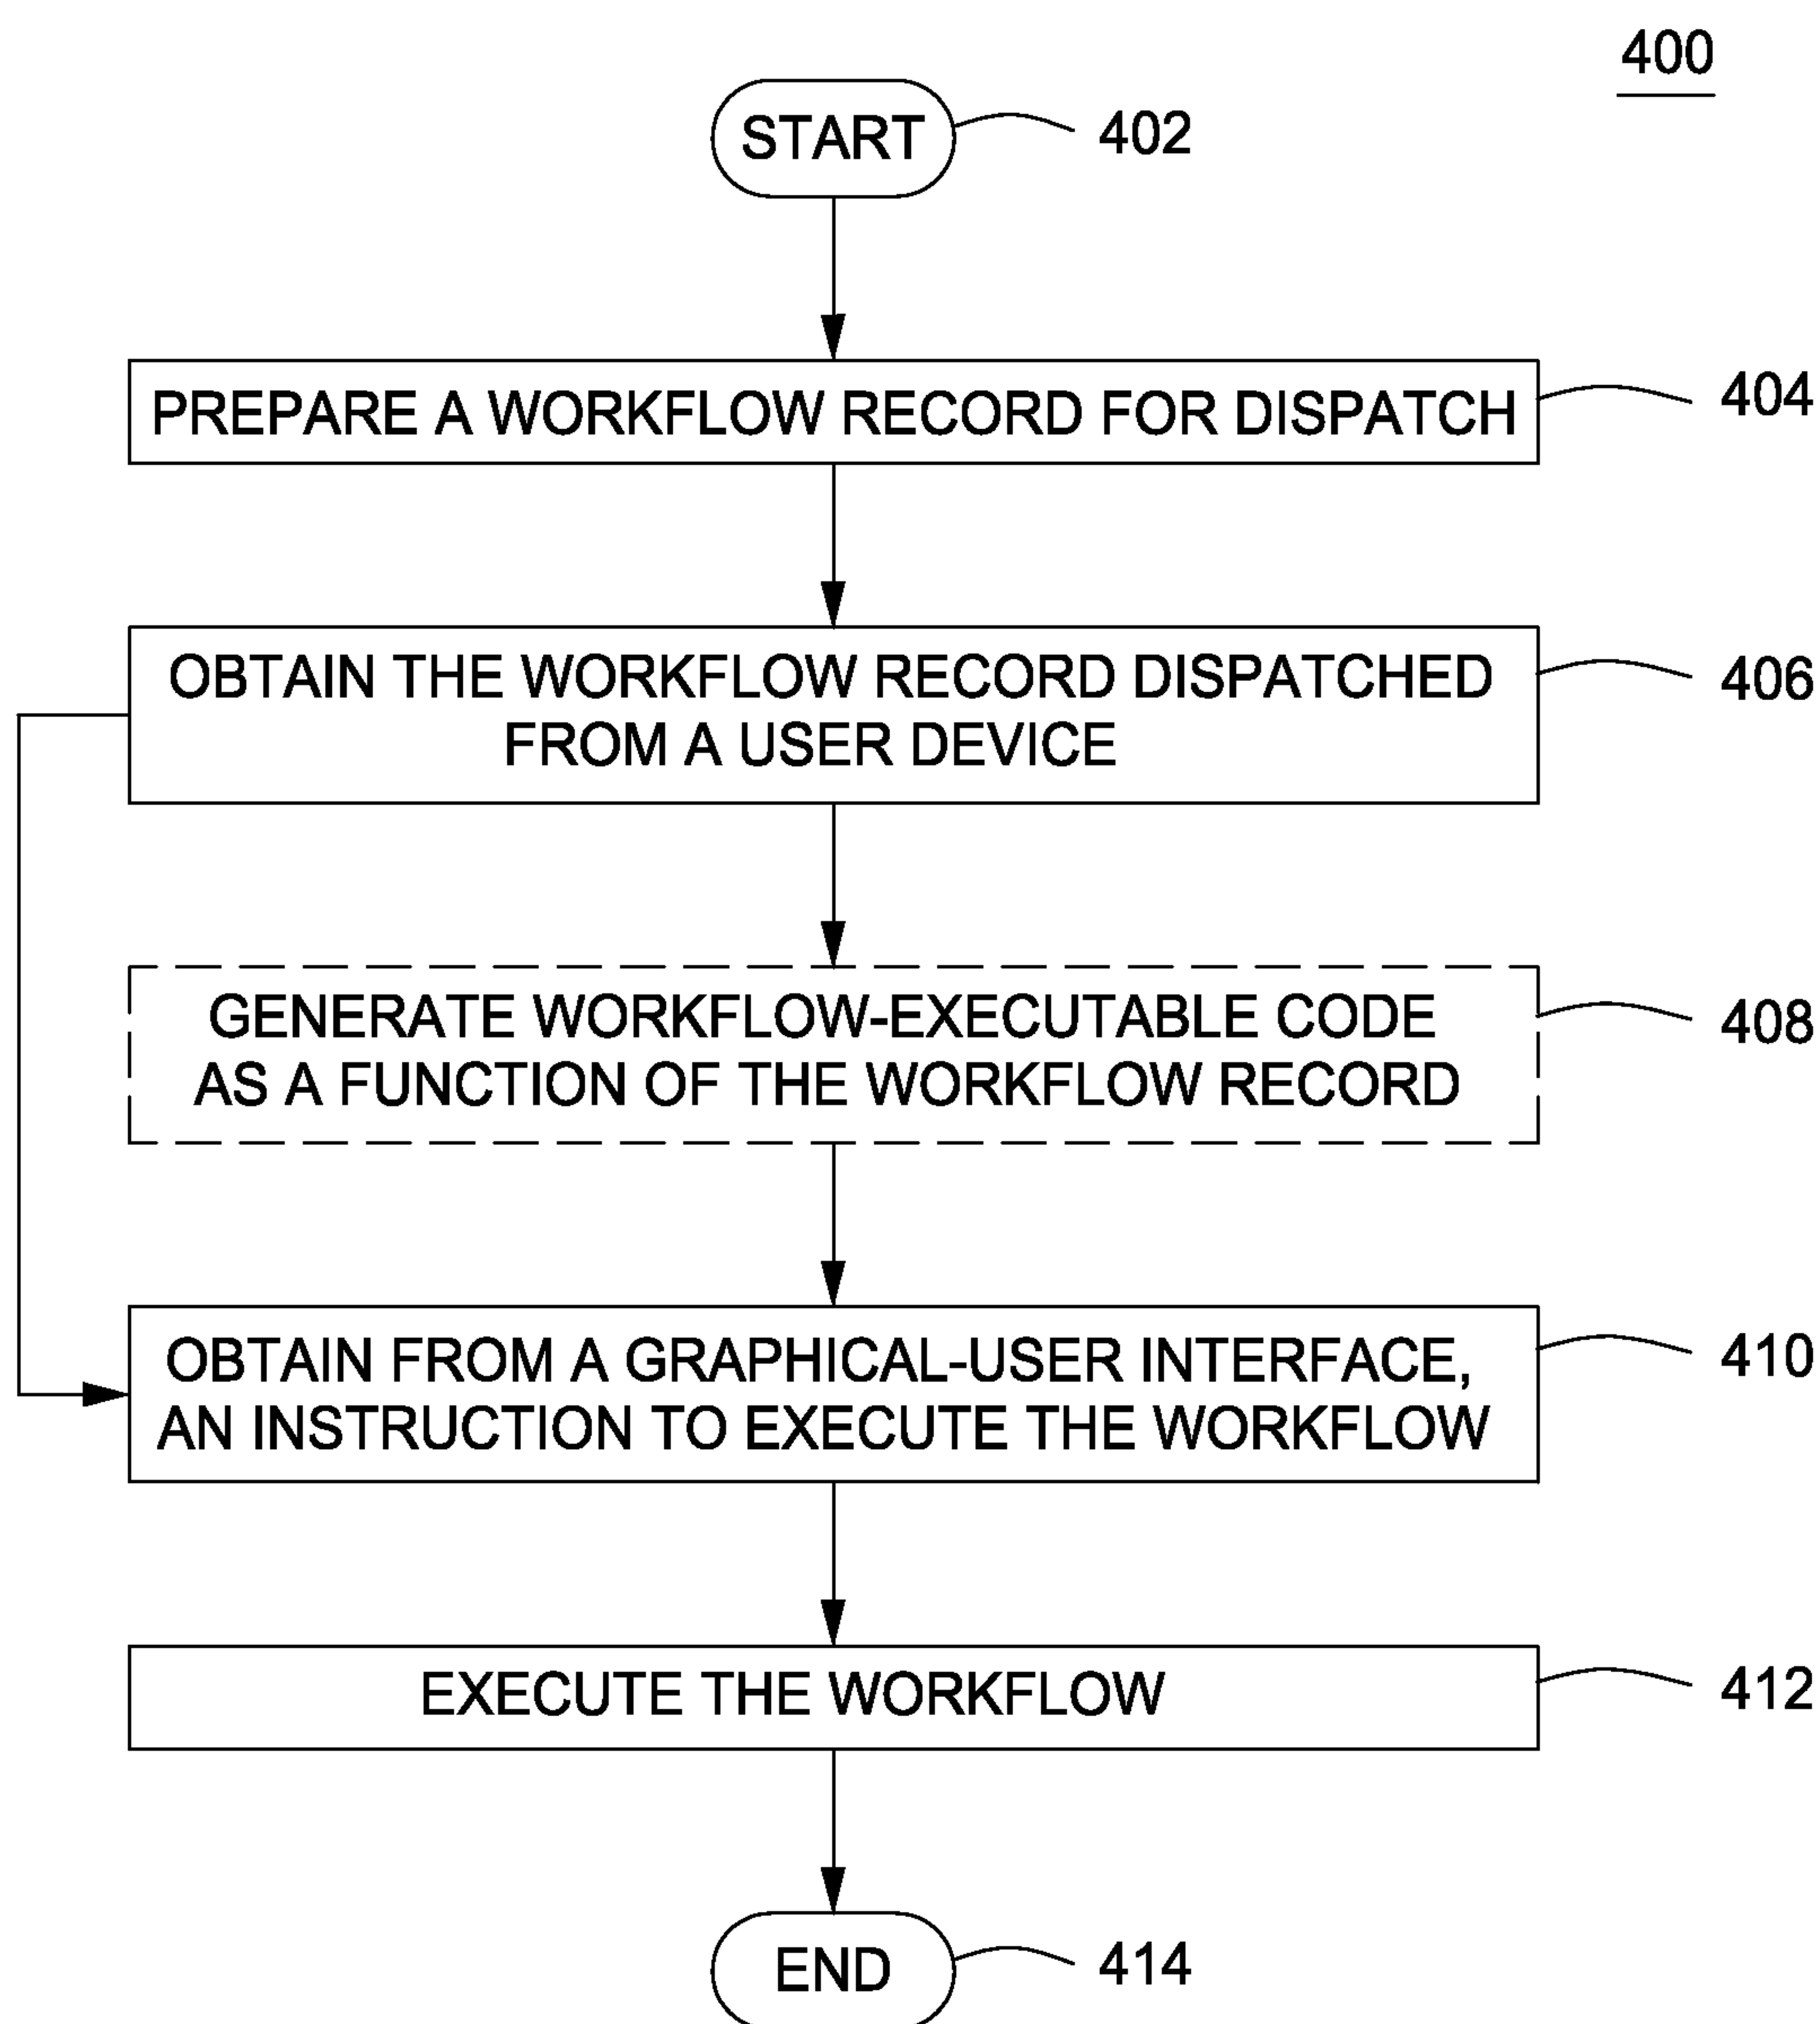 400
START
402
PREPARE A WORKFLOW RECORD FOR DISPATCH
404
OBTAIN THE WORKFLOW RECORD DISPATCHED
FROM A USER DEVICE
406
GENERATE WORKFLOW-EXECUTABLE CODE
AS A FUNCTION OF THE WORKFLOW RECORD
408
OBTAIN FROM A GRAPHICAL-USER INTERFACE,
AN INSTRUCTION TO EXECUTE THE WORKFLOW
410
EXECUTE THE WORKFLOW
412
END
414